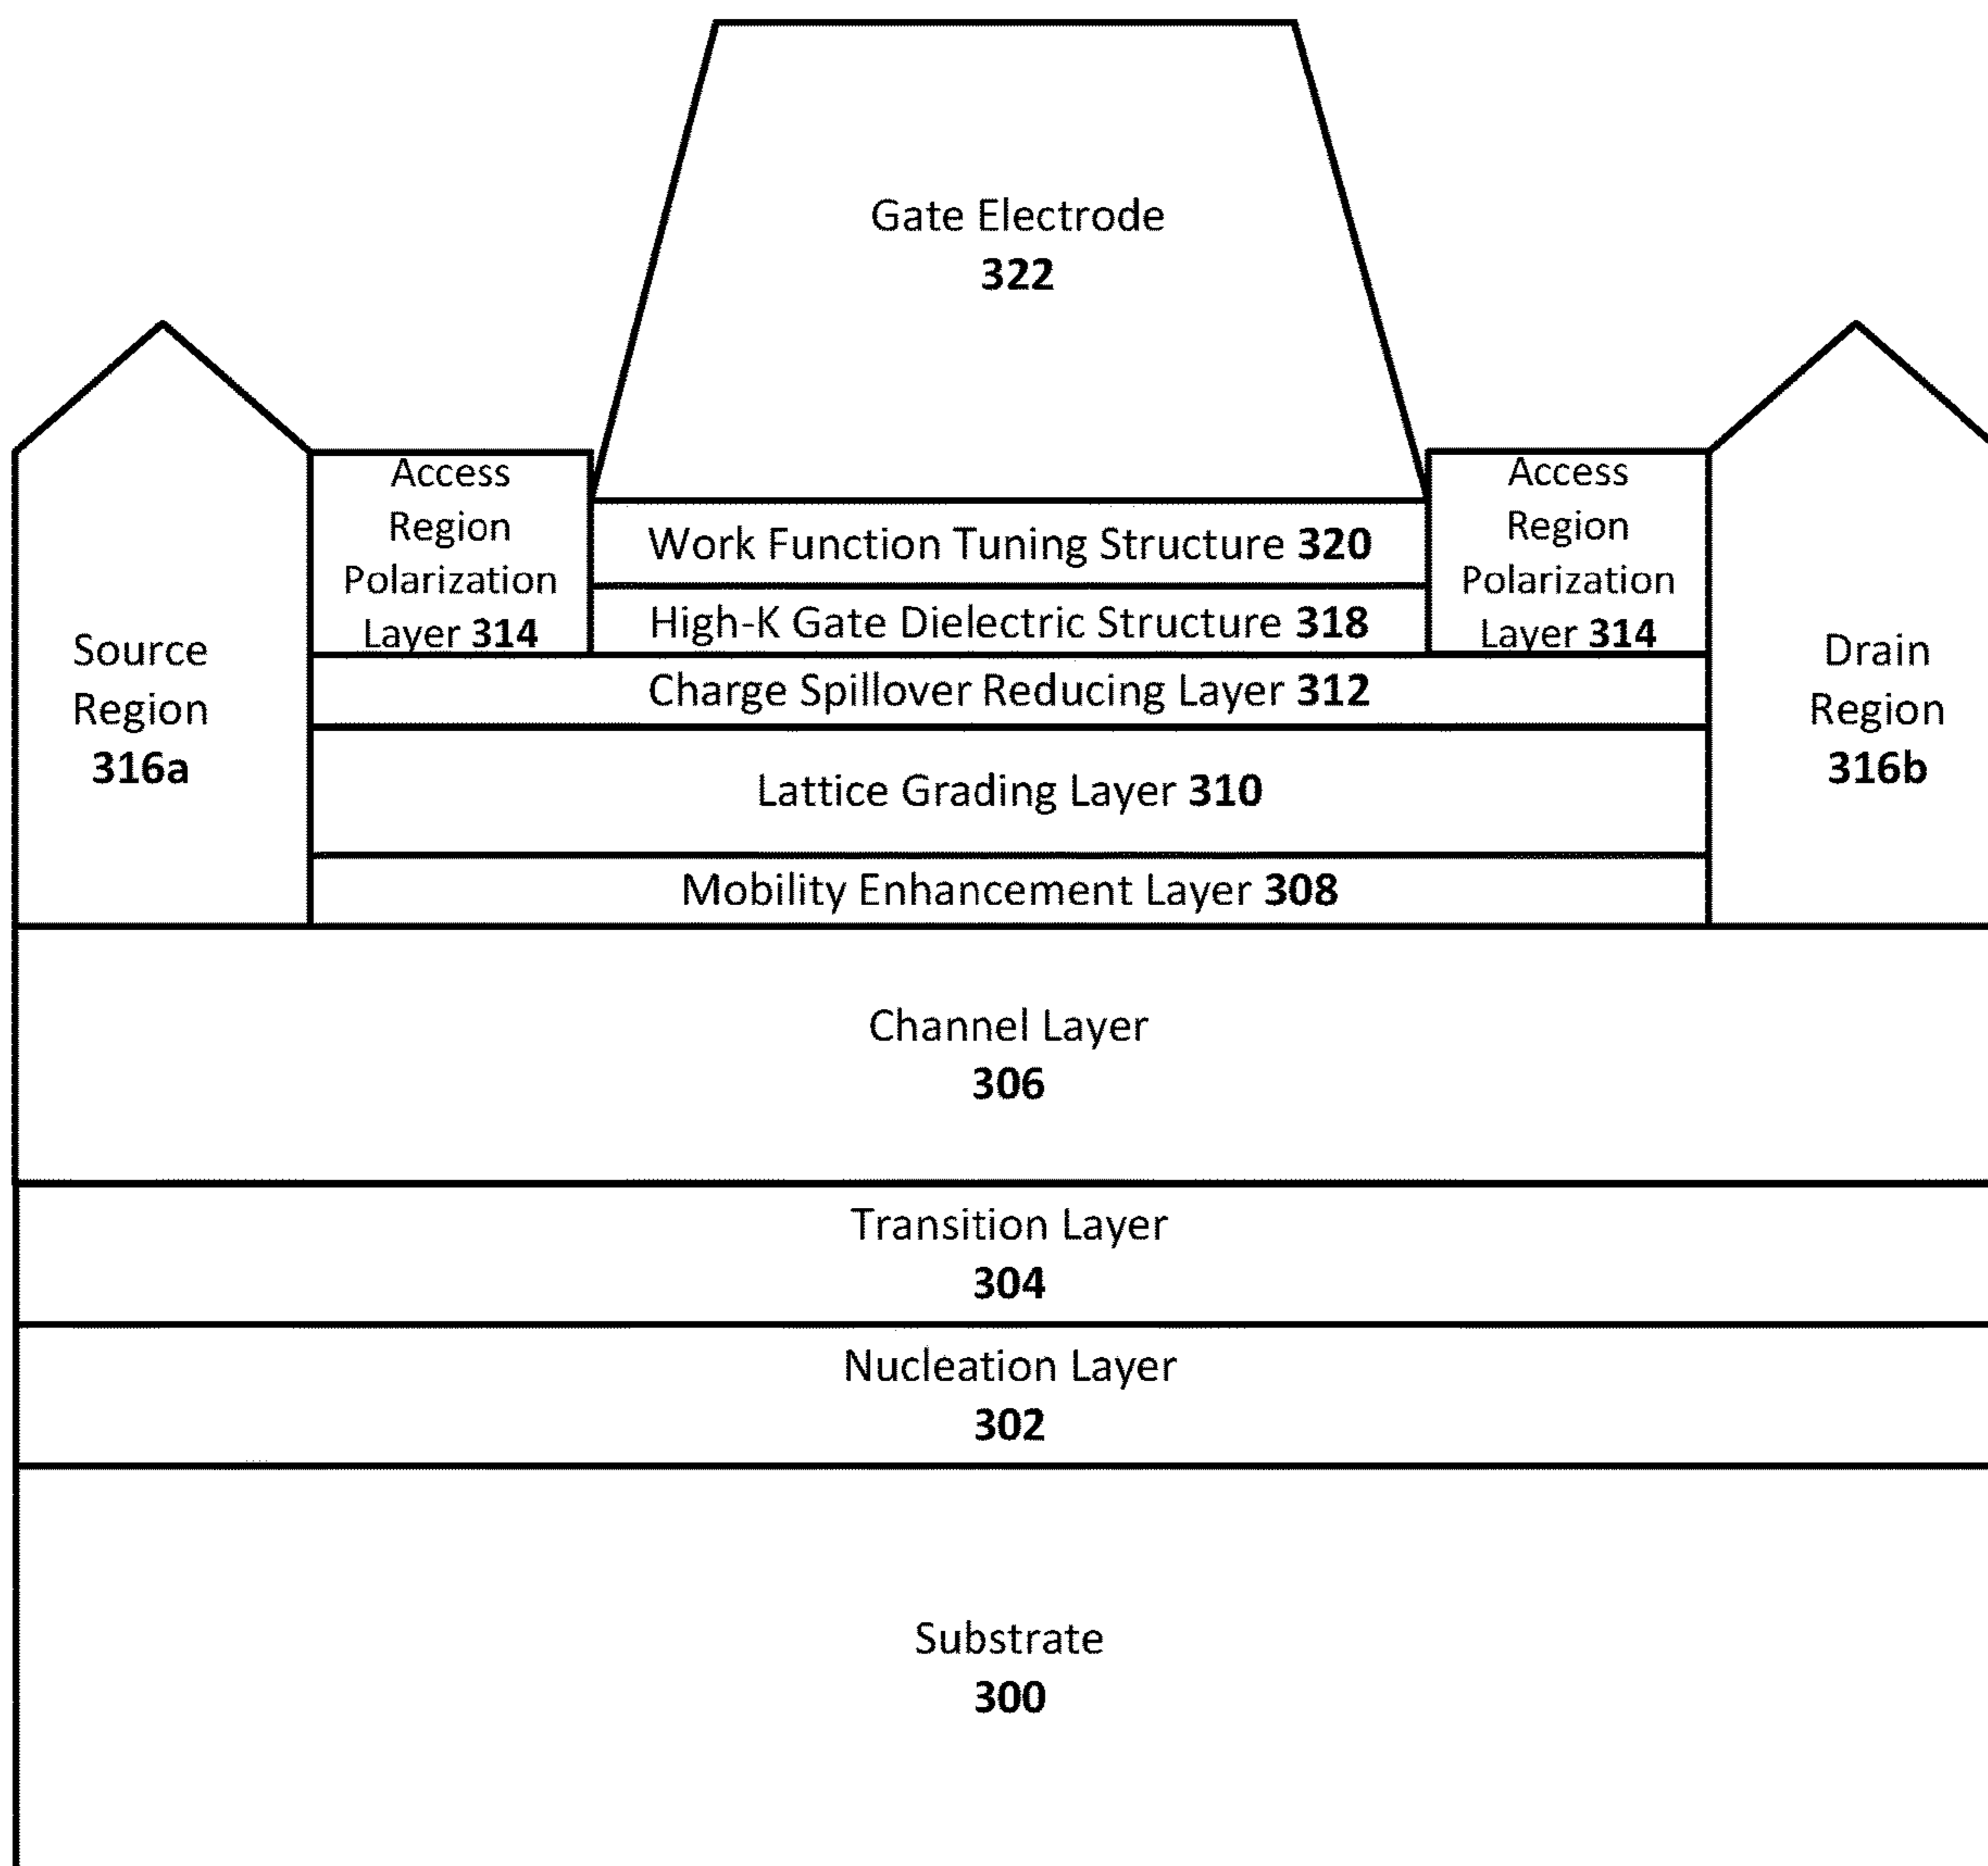 Gate Electrode
322
Access
Region
Polarization
Layer 314
Access
Region
Polarization
Layer 314
Work Function Tuning Structure 320
High-K Gate Dielectric Structure 318
Source
Region
316a
Drain
Region
316b
Charge Spillover Reducing Layer 312
Lattice Grading Layer 310
Mobility Enhancement Layer 308
Channel Layer
306
Transition Layer
304
Nucleation Layer
302
Substrate
300